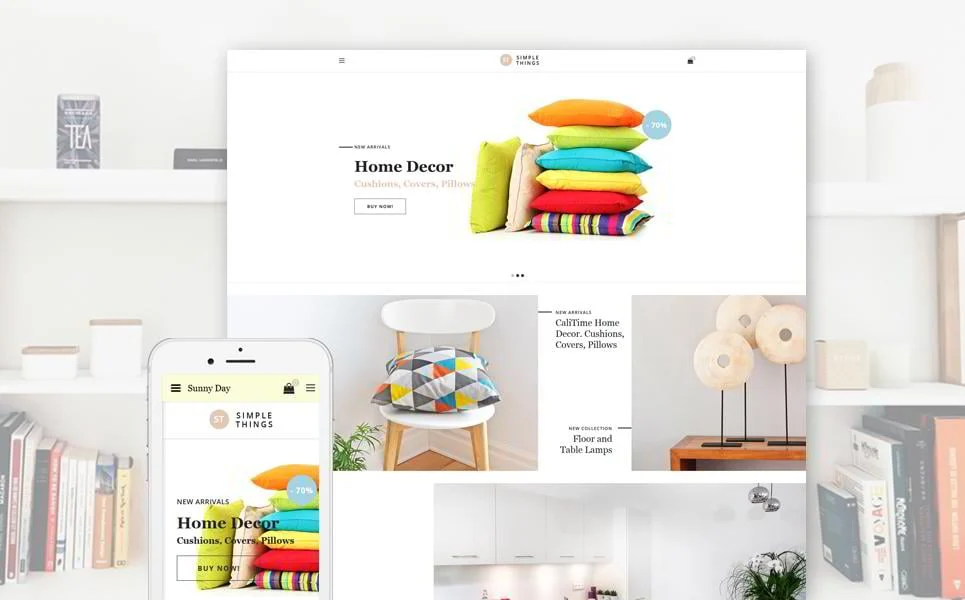 TEA
ST
SIMPLE
THINGS
- 70%
NEW ARRIVALS
Home Decor
Cushions, Covers, Pillows
BUY NOW!
NEW ARRIVALS
CaliTime Home
Decor. Cushions,
Covers, Pillows
NEW COLLECTION
Floor and
Table Lamps
Sunny Day
ST
SIMPLE
THINGS
- 70%
NEW ARRIVALS
Home Decor
Cushions, Covers, Pillows
BUY NOW!
VOYAGE